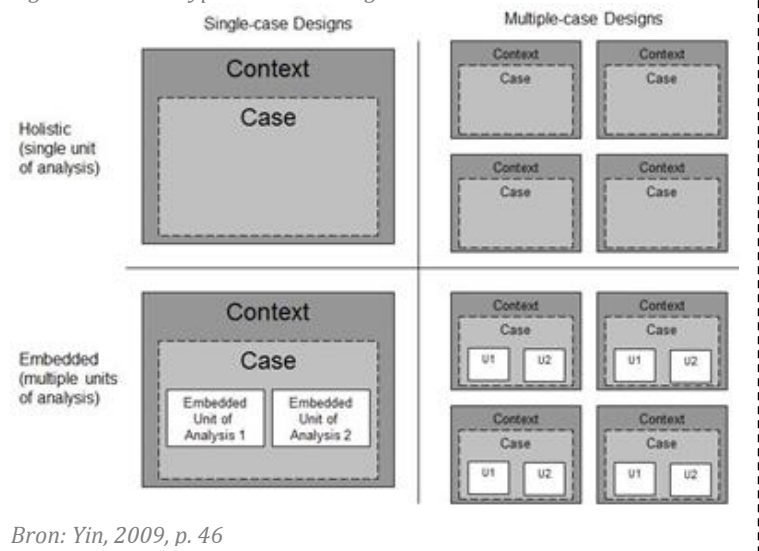 Single-case Designs
Multiple-case Designs
Holistic
(single unit
of analysis)
Context
Case
Context
Case
Context
Case
Context
Case
Context
Case
Embedded
(multiple units
of analysis)
Context
Case
Embedded
Unit of
Analysis 1
Embedded
Unit of
Analysis 2
Context
Case
U1 U2
Context
Case
U1 U2
Context
Case
U1 U2
Context
Case
U1 U2
Bron: Yin, 2009, p. 46